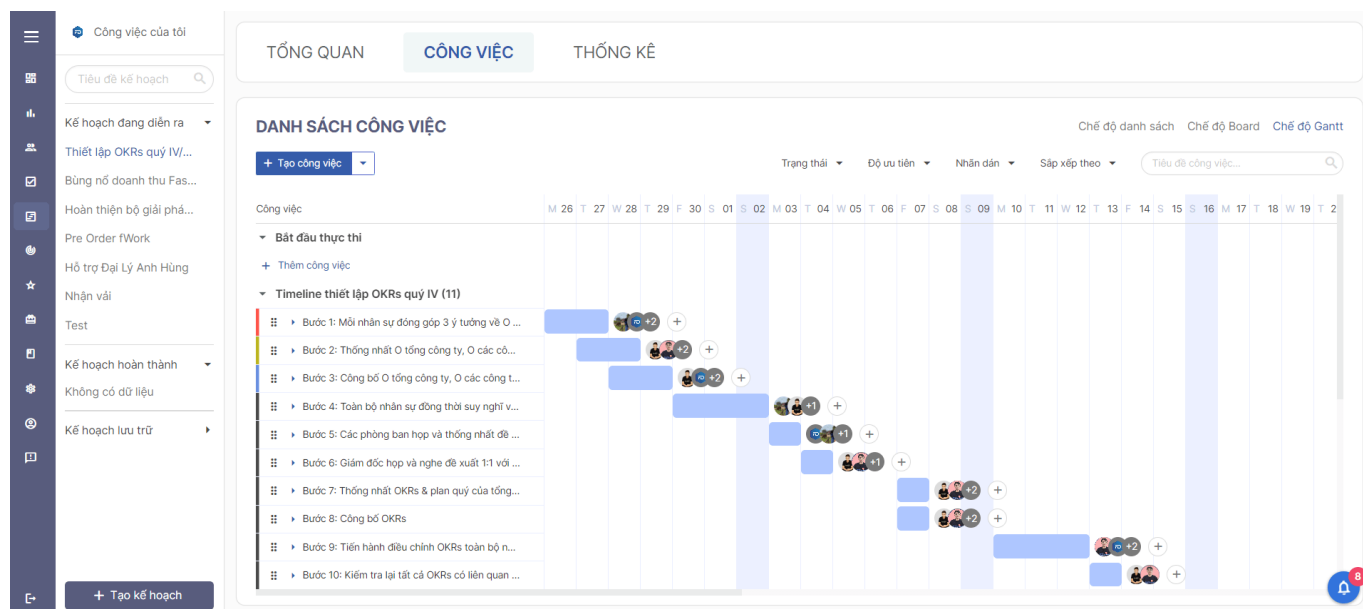 Công việc của tôi
Tiêu đề kế hoạch
Kế hoạch đang diễn ra
Thiết lập OKRs quý IV/...
Bùng nổ doanh thu Fas...
Hoàn thiện bộ giải phá...
Pre Order fWork
Hỗ trợ Đại Lý Anh Hùng
Nhận vải
Test
Kế hoạch hoàn thành
Không có dữ liệu
Kế hoạch lưu trữ
+ Tạo kế hoạch
TỔNG QUAN CÔNG VIỆC THỐNG KÊ
DANH SÁCH CÔNG VIỆC
Chế độ danh sách Chế độ Board Chế độ Gantt
+ Tạo công việc
Trạng thái Độ ưu tiên Nhãn dán Sắp xếp theo Tiêu đề công việc...
Công việc M 26 T 27 W 28 T 29 F 30 S 01 S 02 M 03 T 04 W 05 T 06 F 07 S 08 S 09 M 10 T 11 W 12 T 13 F 14 S 15 S 16 M 17 T 18 W 19 T 2
Bắt đầu thực thi
+ Thêm công việc
Timeline thiết lập OKRs quý IV (11)
Bước 1: Mỗi nhân sự đóng góp 3 ý tưởng về O ... +2 +
Bước 2: Thống nhất O tổng công ty, O các cô... +2 +
Bước 3: Công bố O tổng công ty, O các công t... +2 +
Bước 4: Toàn bộ nhân sự đồng thời suy nghĩ v... +1 +
Bước 5: Các phòng ban họp và thống nhất đề ... +1 +
Bước 6: Giám đốc họp và nghe đề xuất 1:1 với ... +1 +
Bước 7: Thống nhất OKRs & plan quý của tổng... +2 +
Bước 8: Công bố OKRs +2 +
Bước 9: Tiến hành điều chỉnh OKRs toàn bộ n... +2 +
Bước 10: Kiểm tra lại tất cả OKRs có liên quan ... +
8